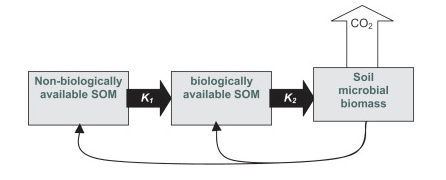 CO2
Non-biologically
available SOM
K1
biologically
available SOM
K2
Soil
microbial
biomass